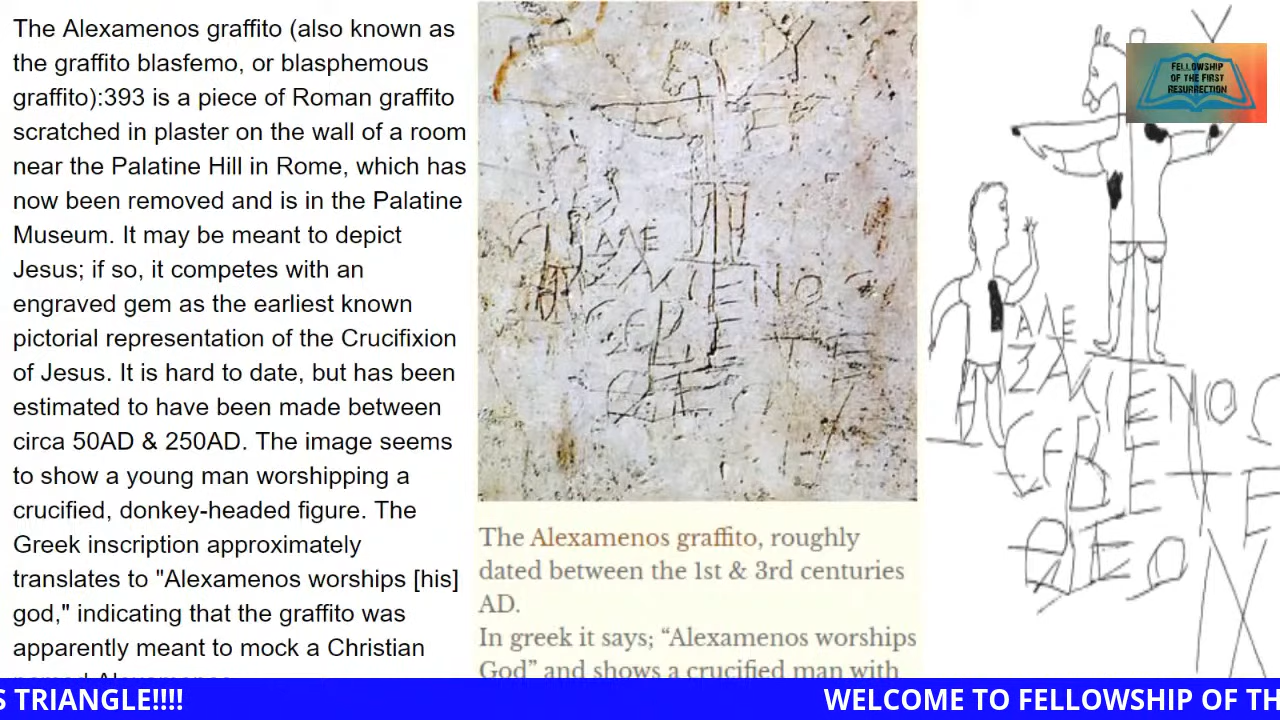 The Alexamenos graffito (also known as
the graffito blasfemo, or blasphemous
graffito):393 is a piece of Roman graffito
scratched in plaster on the wall of a room
near the Palatine Hill in Rome, which has
now been removed and is in the Palatine
Museum. It may be meant to depict
Jesus; if so, it competes with an
engraved gem as the earliest known
pictorial representation of the Crucifixion
of Jesus. It is hard to date, but has been
estimated to have been made between
circa 50AD & 250AD. The image seems
to show a young man worshipping a
crucified, donkey-headed figure. The
Greek inscription approximately
translates to "Alexamenos worships [his]
god," indicating that the graffito was
apparently meant to mock a Christian
The Alexamenos graffito, roughly
dated between the 1st & 3rd centuries
AD.
In greek it says; “Alexamenos worships
God” and shows a crucified man with
FELLOWSHIP
OF THE FIRST
RESURRECTION
ΑΛΕ
ΞΑΜΕΝΟC
CΕΒΕΤΕ
ΘΕΟΝ
S TRIANGLE!!!! WELCOME TO FELLOWSHIP OF TH